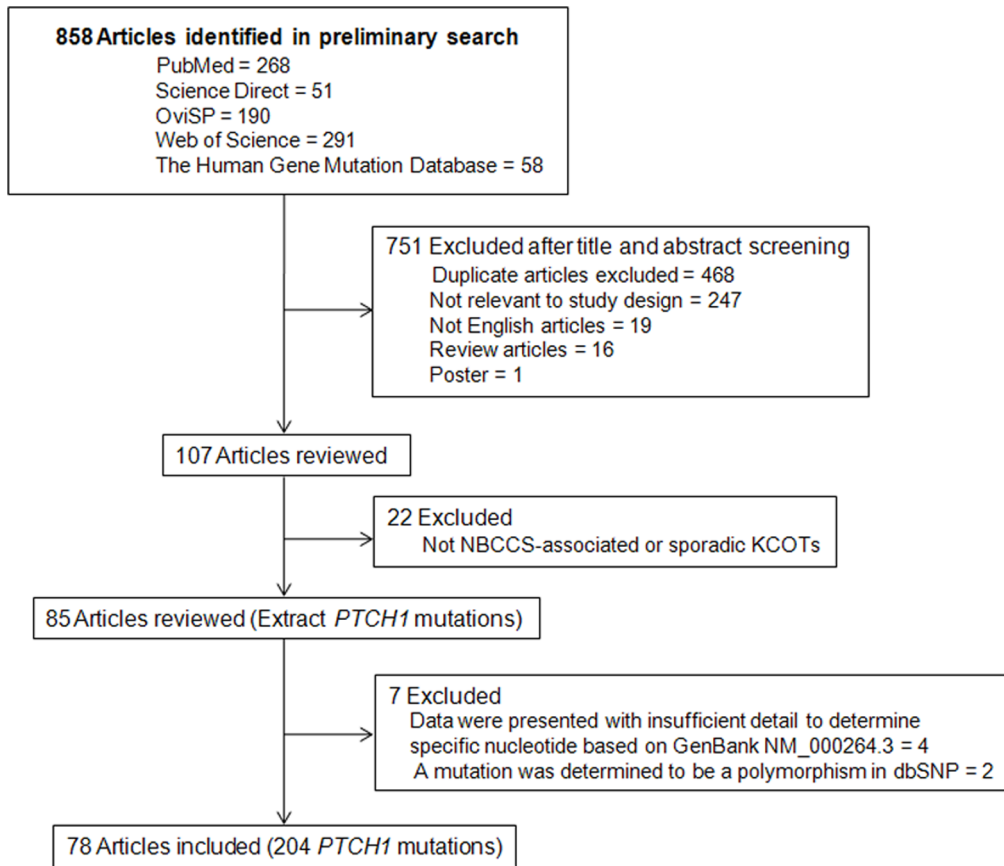 858 Articles identified in preliminary search
PubMed = 268
Science Direct = 51
OviSP = 190
Web of Science = 291
The Human Gene Mutation Database = 58
751 Excluded after title and abstract screening
Duplicate articles excluded = 468
Not relevant to study design = 247
Not English articles = 19
Review articles = 16
Poster = 1
107 Articles reviewed
22 Excluded
Not NBCCS-associated or sporadic KCOTs
85 Articles reviewed (Extract PTCH1 mutations)
7 Excluded
Data were presented with insufficient detail to determine
specific nucleotide based on GenBank NM_000264.3 = 4
A mutation was determined to be a polymorphism in dbSNP = 2
78 Articles included (204 PTCH1 mutations)